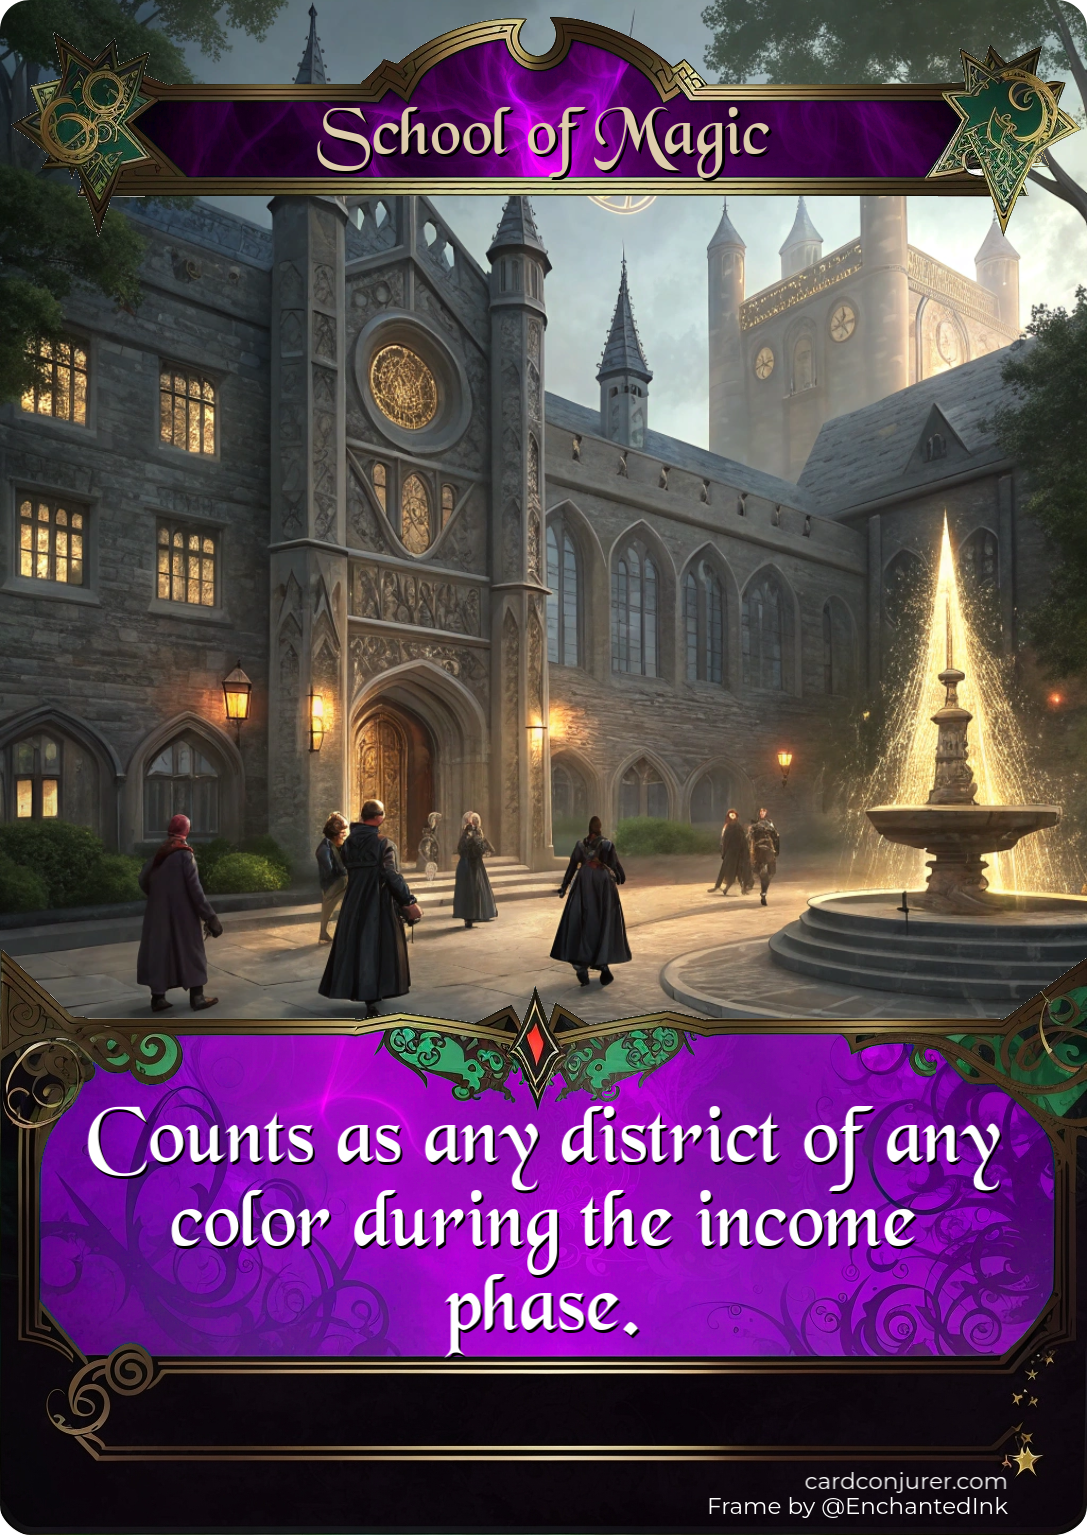 School of Magic
Counts as any district of any
color during the income
phase.
cardconjurer.com
Frame by @EnchantedInk